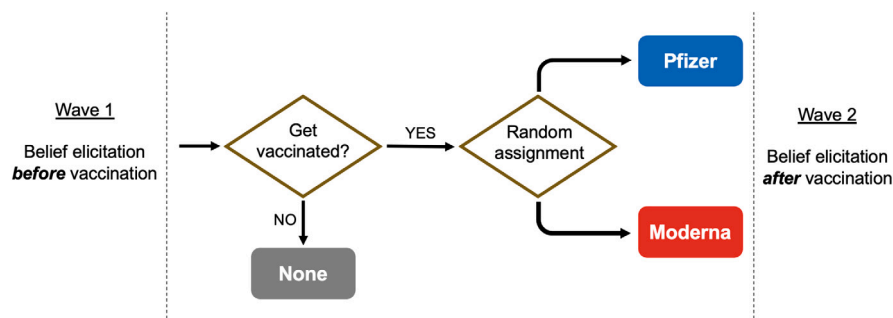 Wave 1
Belief elicitation
before vaccination
Get
vaccinated?
YES
NO
None
Random
assignment
Pfizer
Moderna
Wave 2
Belief elicitation
after vaccination